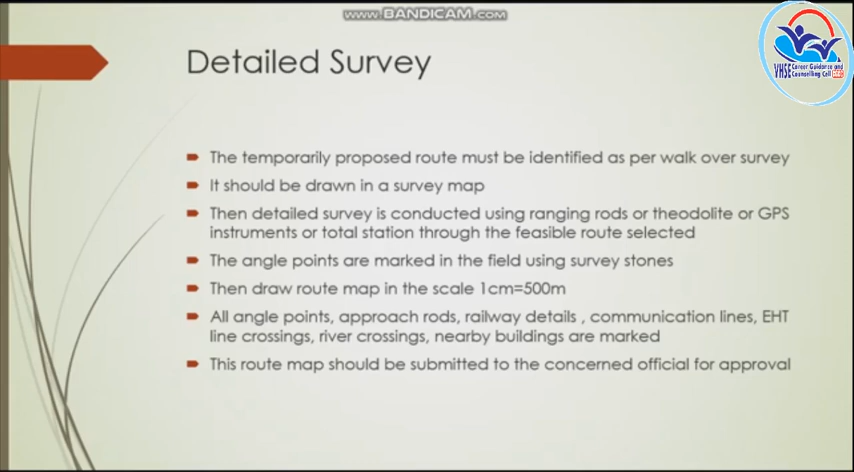 www.BANDICAM.com
VHSE Career Guidance and
Counselling Cell
Detailed Survey
The temporarily proposed route must be identified as per walk over survey
It should be drawn in a survey map
Then detailed survey is conducted using ranging rods or theodolite or GPS
instruments or total station through the feasible route selected
The angle points are marked in the field using survey stones
Then draw route map in the scale 1cm=500m
All angle points, approach rods, railway details , communication lines, EHT
line crossings, river crossings, nearby buildings are marked
This route map should be submitted to the concerned official for approval